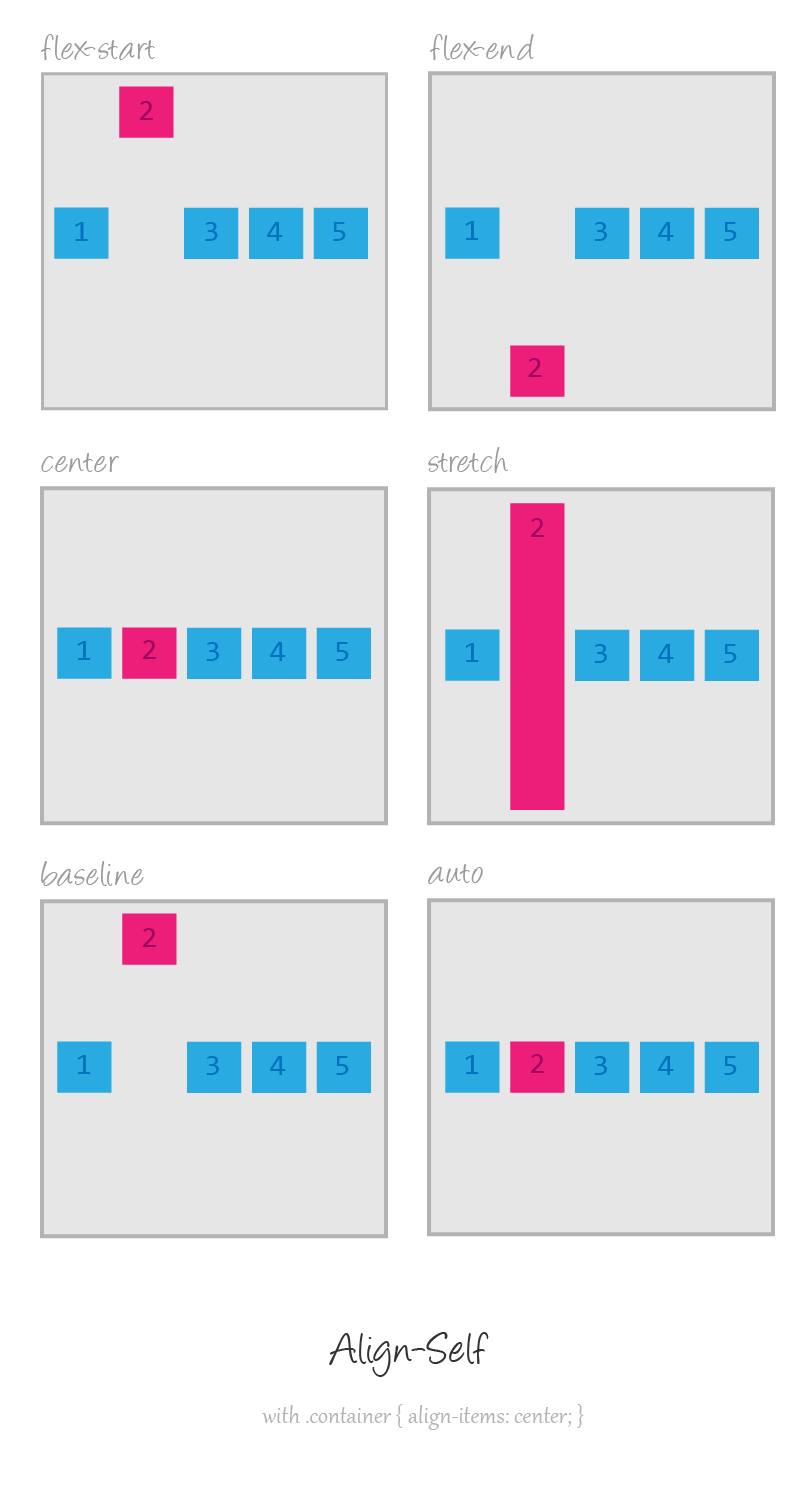 flex-start
flex-end
2
1 3 4 5
1 3 4 5
2
center
stretch
2
1 2 3 4 5
1 3 4 5
baseline
auto
2
1 3 4 5
1 2 3 4 5
Align-Self
with .container { align-items: center; }